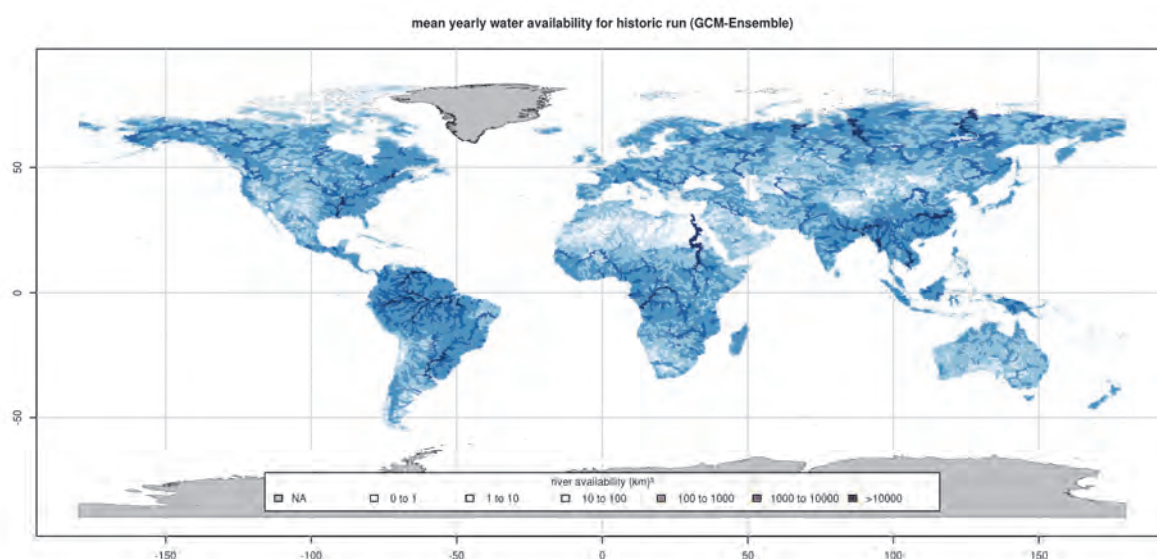 mean yearly water availability for historic run (GCM-Ensemble)
50
0
-50
river availability (km)³
NA 0 to 1 1 to 10 10 to 100 100 to 1000 1000 to 10000 >10000
-150 -100 -50 0 50 100 150